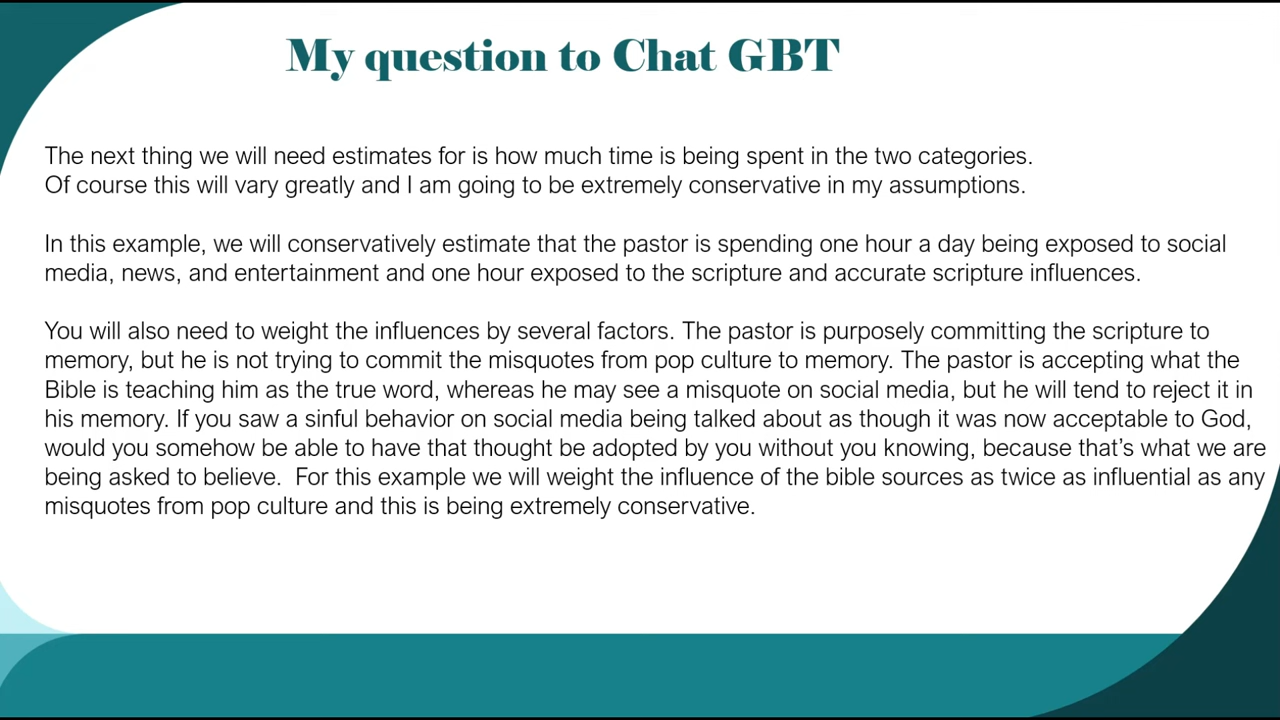 My question to Chat GBT
The next thing we will need estimates for is how much time is being spent in the two categories.
Of course this will vary greatly and I am going to be extremely conservative in my assumptions.
In this example, we will conservatively estimate that the pastor is spending one hour a day being exposed to social
media, news, and entertainment and one hour exposed to the scripture and accurate scripture influences.
You will also need to weight the influences by several factors. The pastor is purposely committing the scripture to
memory, but he is not trying to commit the misquotes from pop culture to memory. The pastor is accepting what the
Bible is teaching him as the true word, whereas he may see a misquote on social media, but he will tend to reject it in
his memory. If you saw a sinful behavior on social media being talked about as though it was now acceptable to God,
would you somehow be able to have that thought be adopted by you without you knowing, because that’s what we are
being asked to believe.  For this example we will weight the influence of the bible sources as twice as influential as any
misquotes from pop culture and this is being extremely conservative.